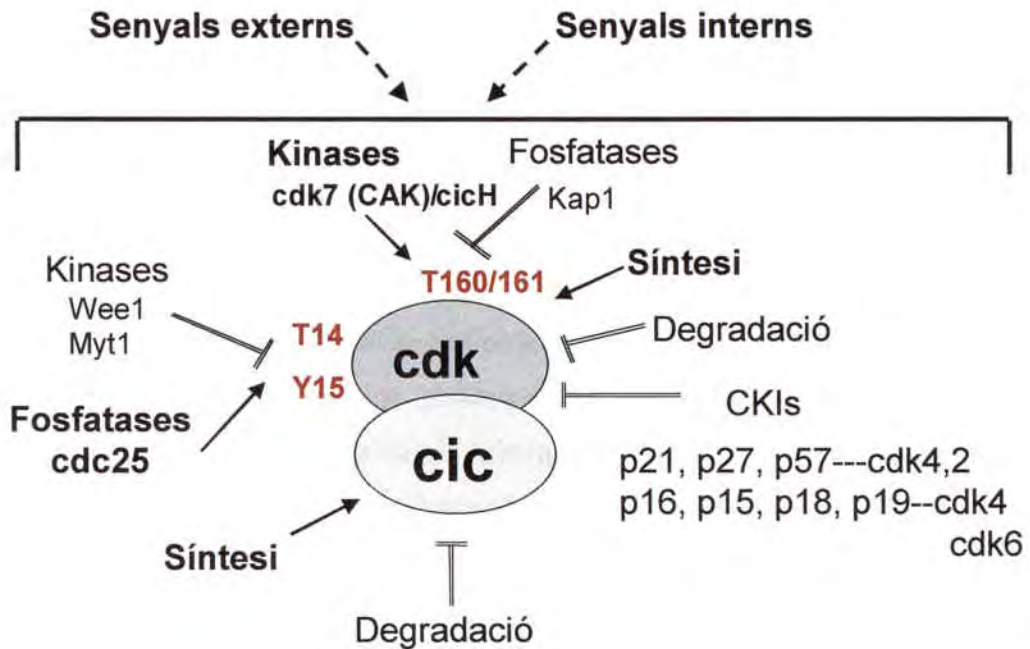 Senyals externs
Senyals interns
Kinases
cdk7 (CAK)/cicH
Fosfatases
Kap1
Kinases
Wee1
Myt1
T160/161
Síntesi
T14
Y15
cdk
Degradació
Fosfatases
cdc25
cic
CKIs
p21, p27, p57---cdk4,2
p16, p15, p18, p19--cdk4
cdk6
Síntesi
Degradació